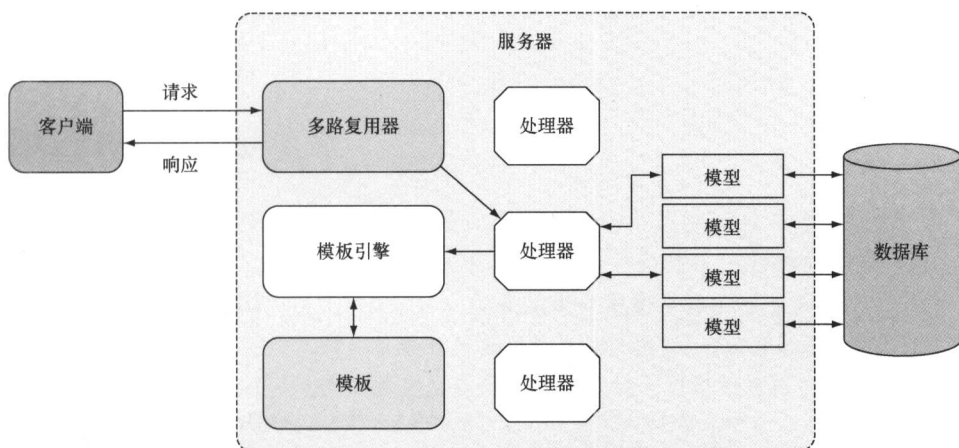 服务器
请求
客户端
多路复用器
处理器
响应
模型
模型
模板引擎
处理器
数据库
模型
模型
模板
处理器